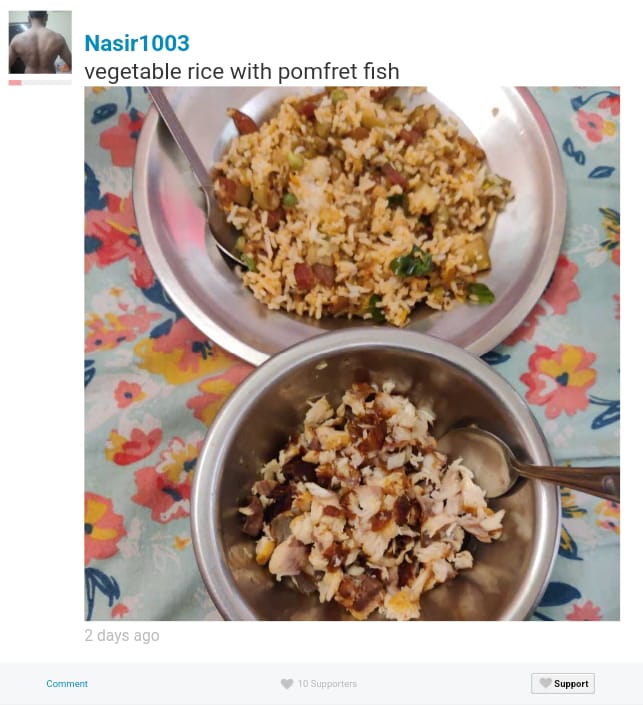 Nasir1003
vegetable rice with pomfret fish
2 days ago
Comment
10 Supporters
Support